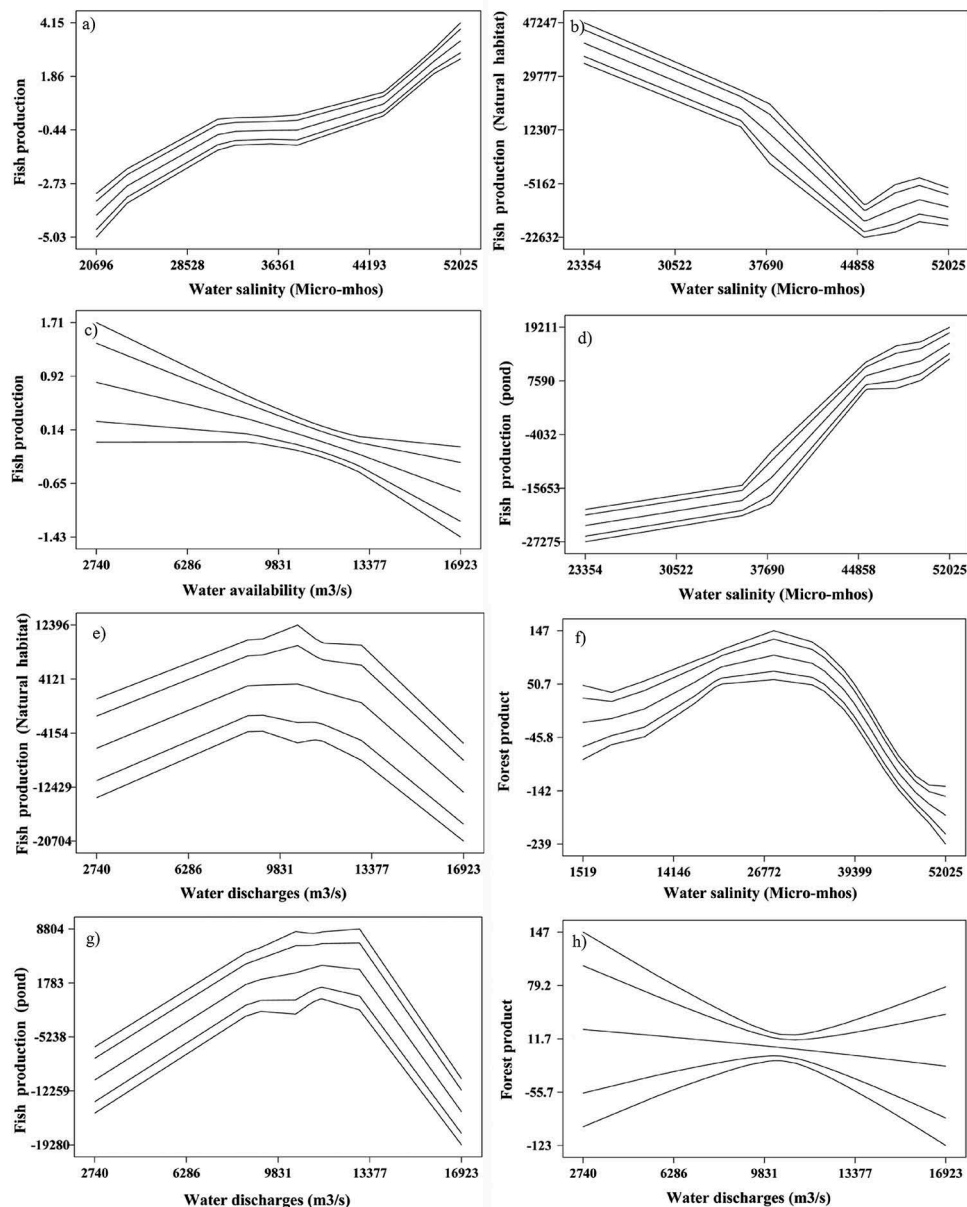 a)
4.15
1.86
-0.44
-2.73
-5.03
Fish production
20696 28528 36361 44193 52025
Water salinity (Micro-mhos)
b)
47247
29777
12307
-5162
-22632
Fish production (Natural habitat)
23354 30522 37690 44858 52025
Water salinity (Micro-mhos)
c)
1.71
0.92
0.14
-0.65
-1.43
Fish production
2740 6286 9831 13377 16923
Water availability (m3/s)
d)
19211
7590
-4032
-15653
-27275
Fish production (pond)
23354 30522 37690 44858 52025
Water salinity (Micro-mhos)
e)
12396
4121
-4154
-12429
-20704
Fish production (Natural habitat)
2740 6286 9831 13377 16923
Water discharges (m3/s)
f)
147
50.7
-45.8
-142
-239
Forest product
1519 14146 26772 39399 52025
Water salinity (Micro-mhos)
g)
8804
1783
-5238
-12259
-19280
Fish production (pond)
2740 6286 9831 13377 16923
Water discharges (m3/s)
h)
147
79.2
11.7
-55.7
-123
Forest product
2740 6286 9831 13377 16923
Water discharges (m3/s)